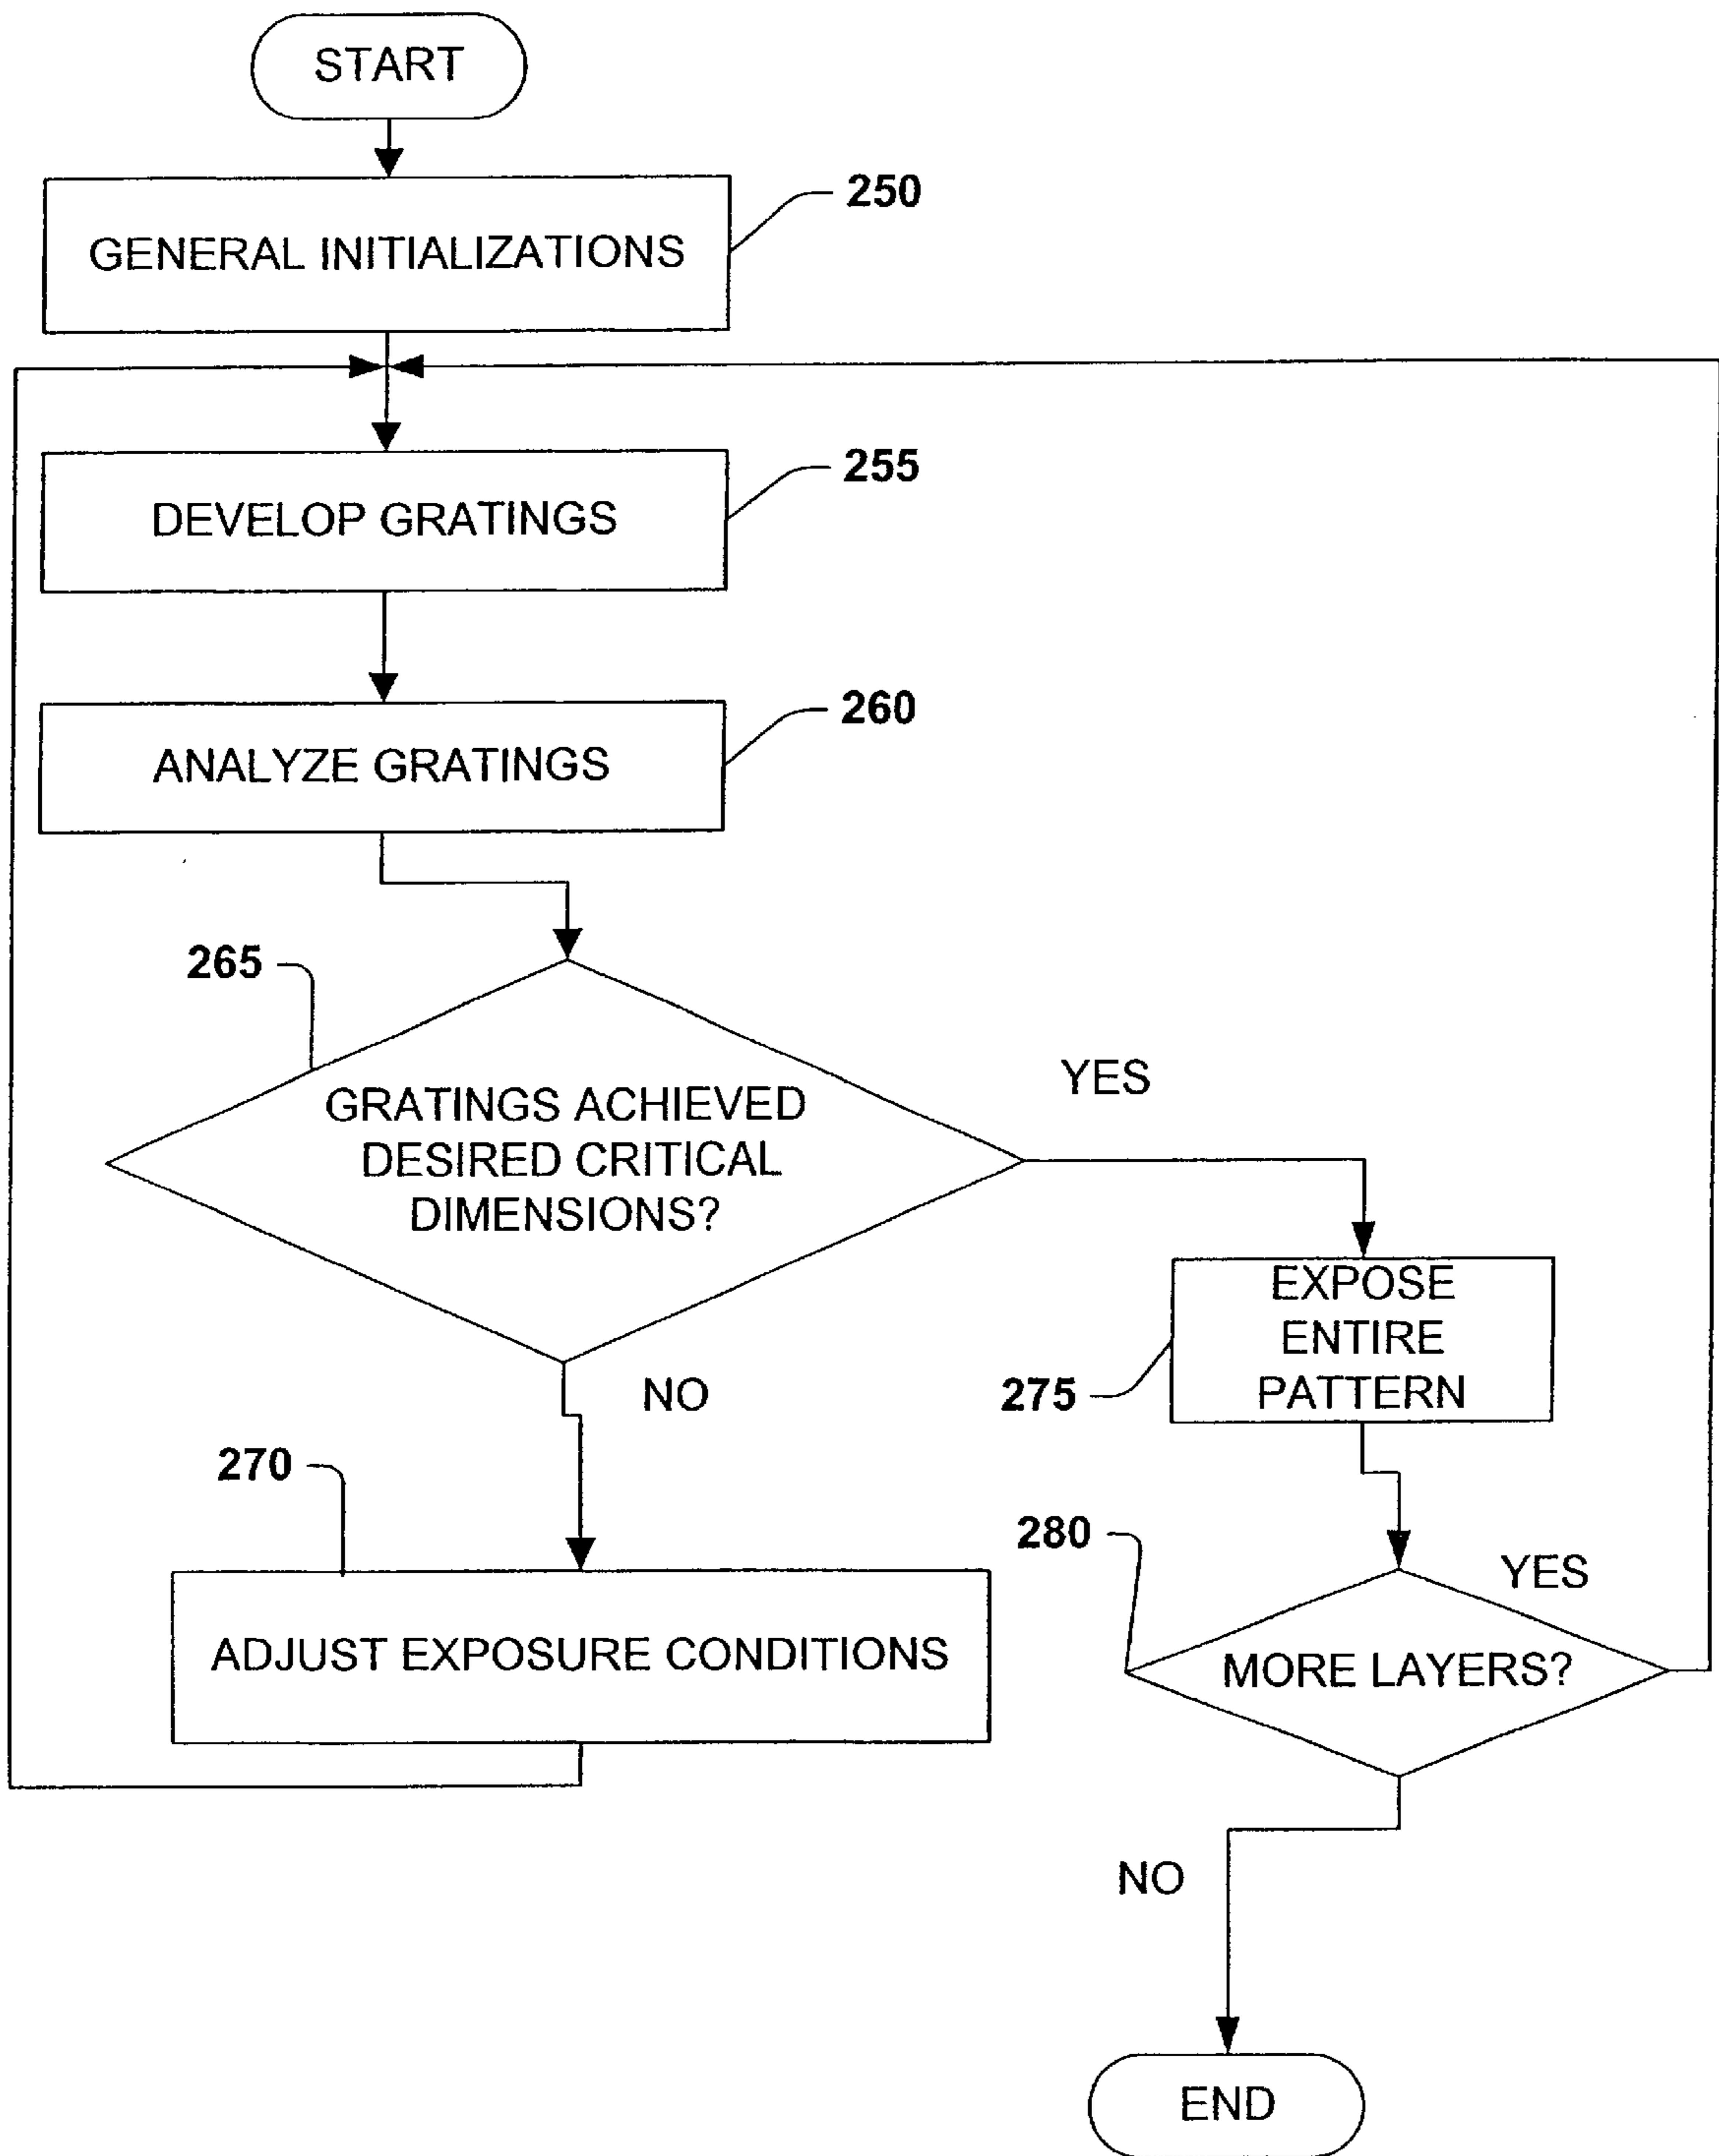 START
250
GENERAL INITIALIZATIONS
255
DEVELOP GRATINGS
260
ANALYZE GRATINGS
265
GRATINGS ACHIEVED
DESIRED CRITICAL
DIMENSIONS?
YES
NO
EXPOSE
ENTIRE
PATTERN
275
270
ADJUST EXPOSURE CONDITIONS
280
YES
MORE LAYERS?
NO
END